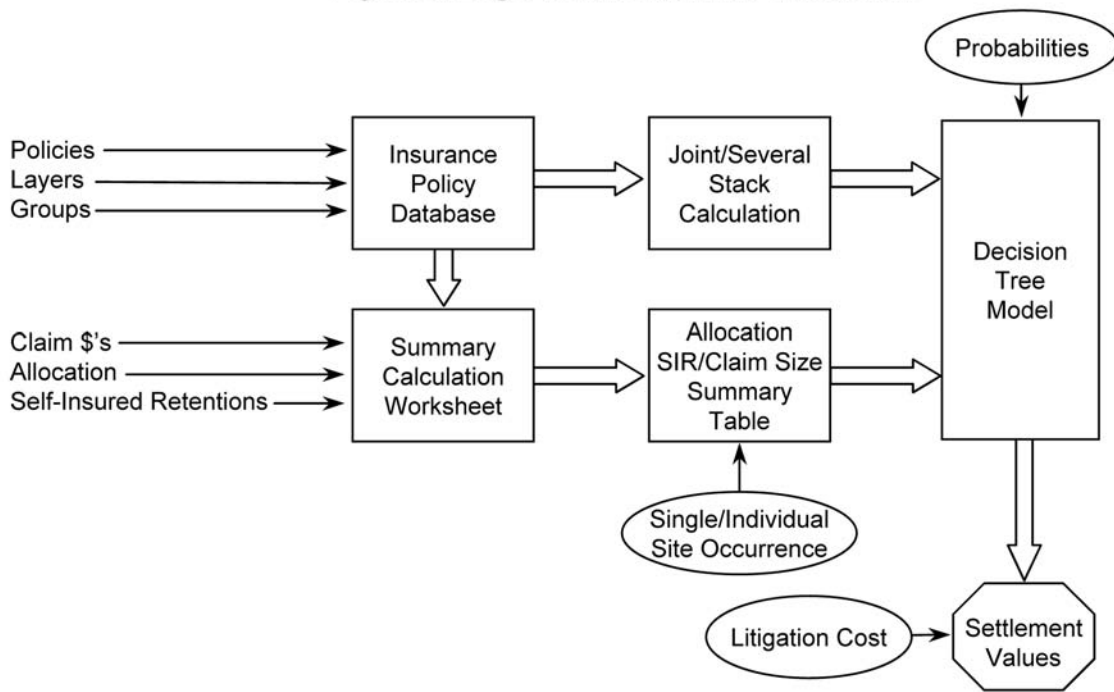 Probabilities
Policies
Layers
Groups
Insurance
Policy
Database
Joint/Several
Stack
Calculation
Decision
Tree
Model
Claim $'s
Allocation
Self-Insured Retentions
Summary
Calculation
Worksheet
Allocation
SIR/Claim Size
Summary
Table
Single/Individual
Site Occurrence
Litigation Cost
Settlement
Values